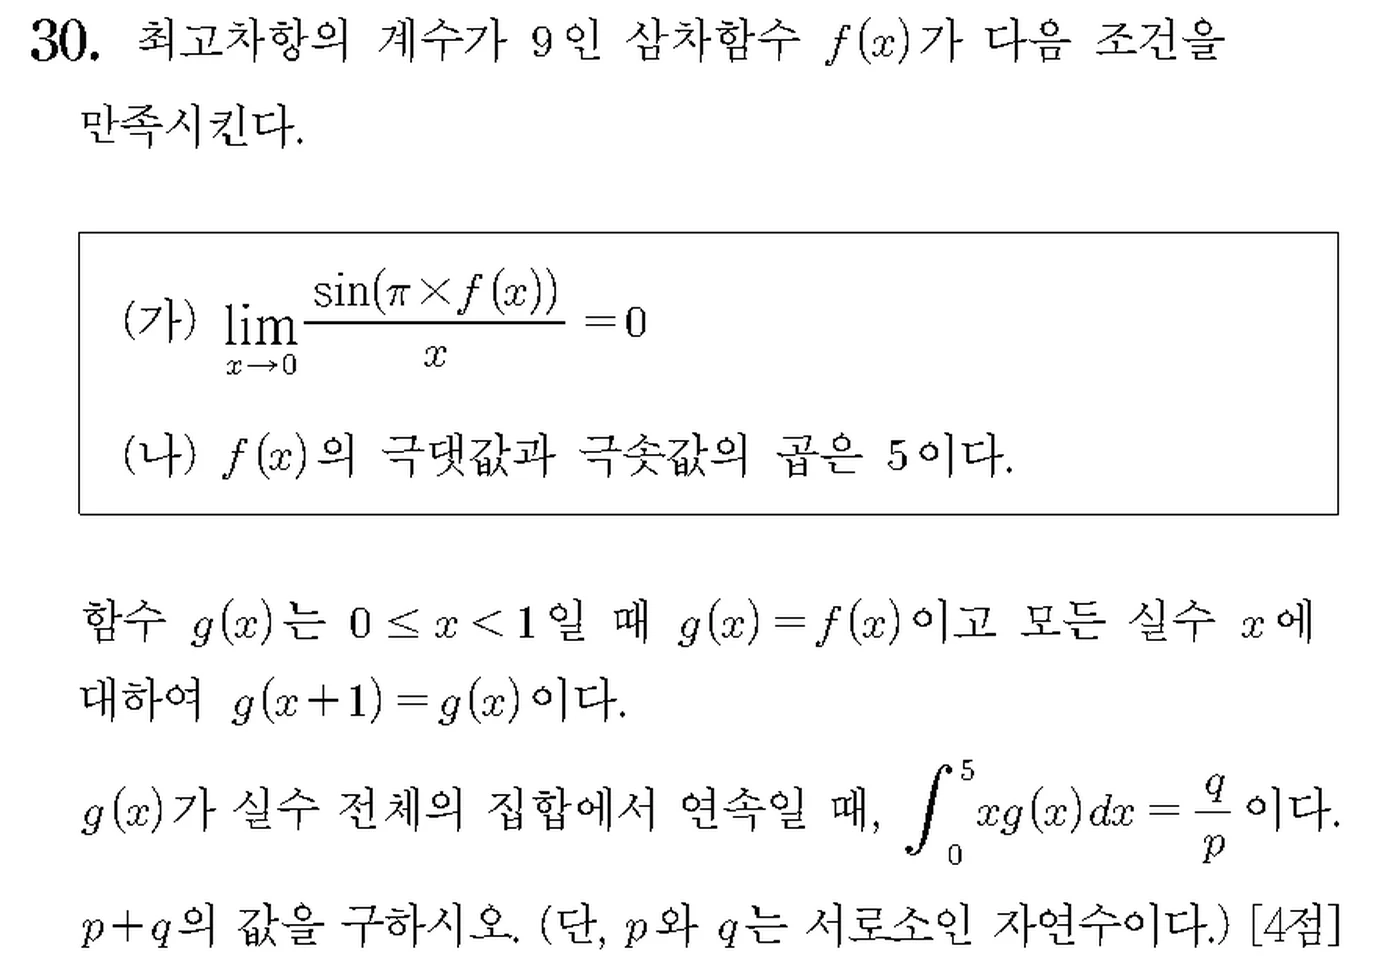 30. 최고차항의 계수가 9인 삼차함수 f(x)가 다음 조건을
만족시킨다.
(가) lim_{x→0} sin(π×f(x))/x = 0
(나) f(x)의 극댓값과 극솟값의 곱은 5이다.
함수 g(x)는 0≤x<1일 때 g(x)=f(x)이고 모든 실수 x에
대하여 g(x+1)=g(x)이다.
g(x)가 실수 전체의 집합에서 연속일 때, ∫_0^5 xg(x)dx = q/p 이다.
p+q의 값을 구하시오. (단, p와 q는 서로소인 자연수이다.) [4점]